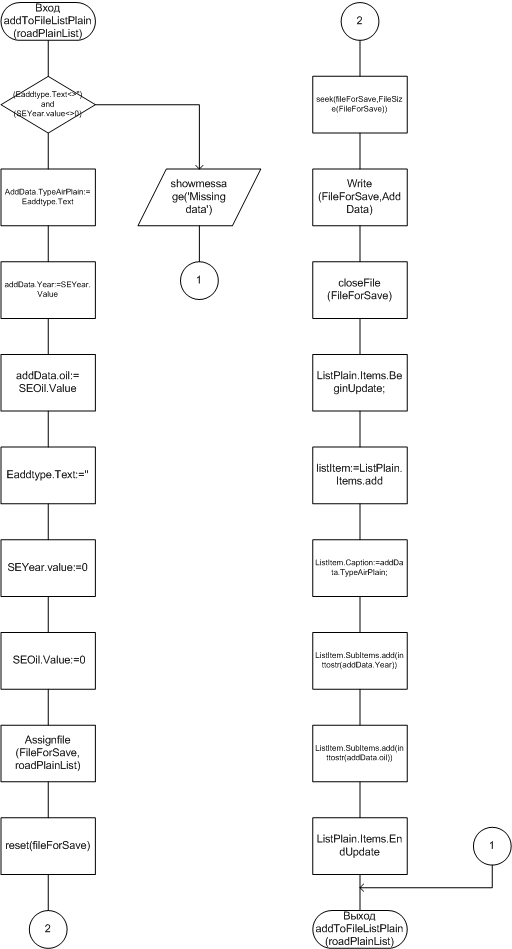 Вход
addToFileListPlain
(roadPlainList)
(Eaddtype.Text<>'')
and
(SEYear.value<>0)
showmessa
ge('Missing
data')
1
AddData.TypeAirPlain:=
Eaddtype.Text
addData.Year:=SEYear.
Value
addData.oil:=
SEOil.Value
Eaddtype.Text:=''
SEYear.value:=0
SEOil.Value:=0
Assignfile
(FileForSave,
roadPlainList)
reset(fileForSave)
2
2
seek(fileForSave,FileSiz
e(FileForSave))
Write
(FileForSave,Add
Data)
closeFile
(FileForSave)
ListPlain.Items.Be
ginUpdate;
listItem:=ListPlain.
Items.add
ListItem.Caption:=addDa
ta.TypeAirPlain;
ListItem.SubItems.add(in
ttostr(addData.Year))
ListItem.SubItems.add(in
ttostr(addData.oil))
ListPlain.Items.En
dUpdate
1
Выход
addToFileListPlain
(roadPlainList)